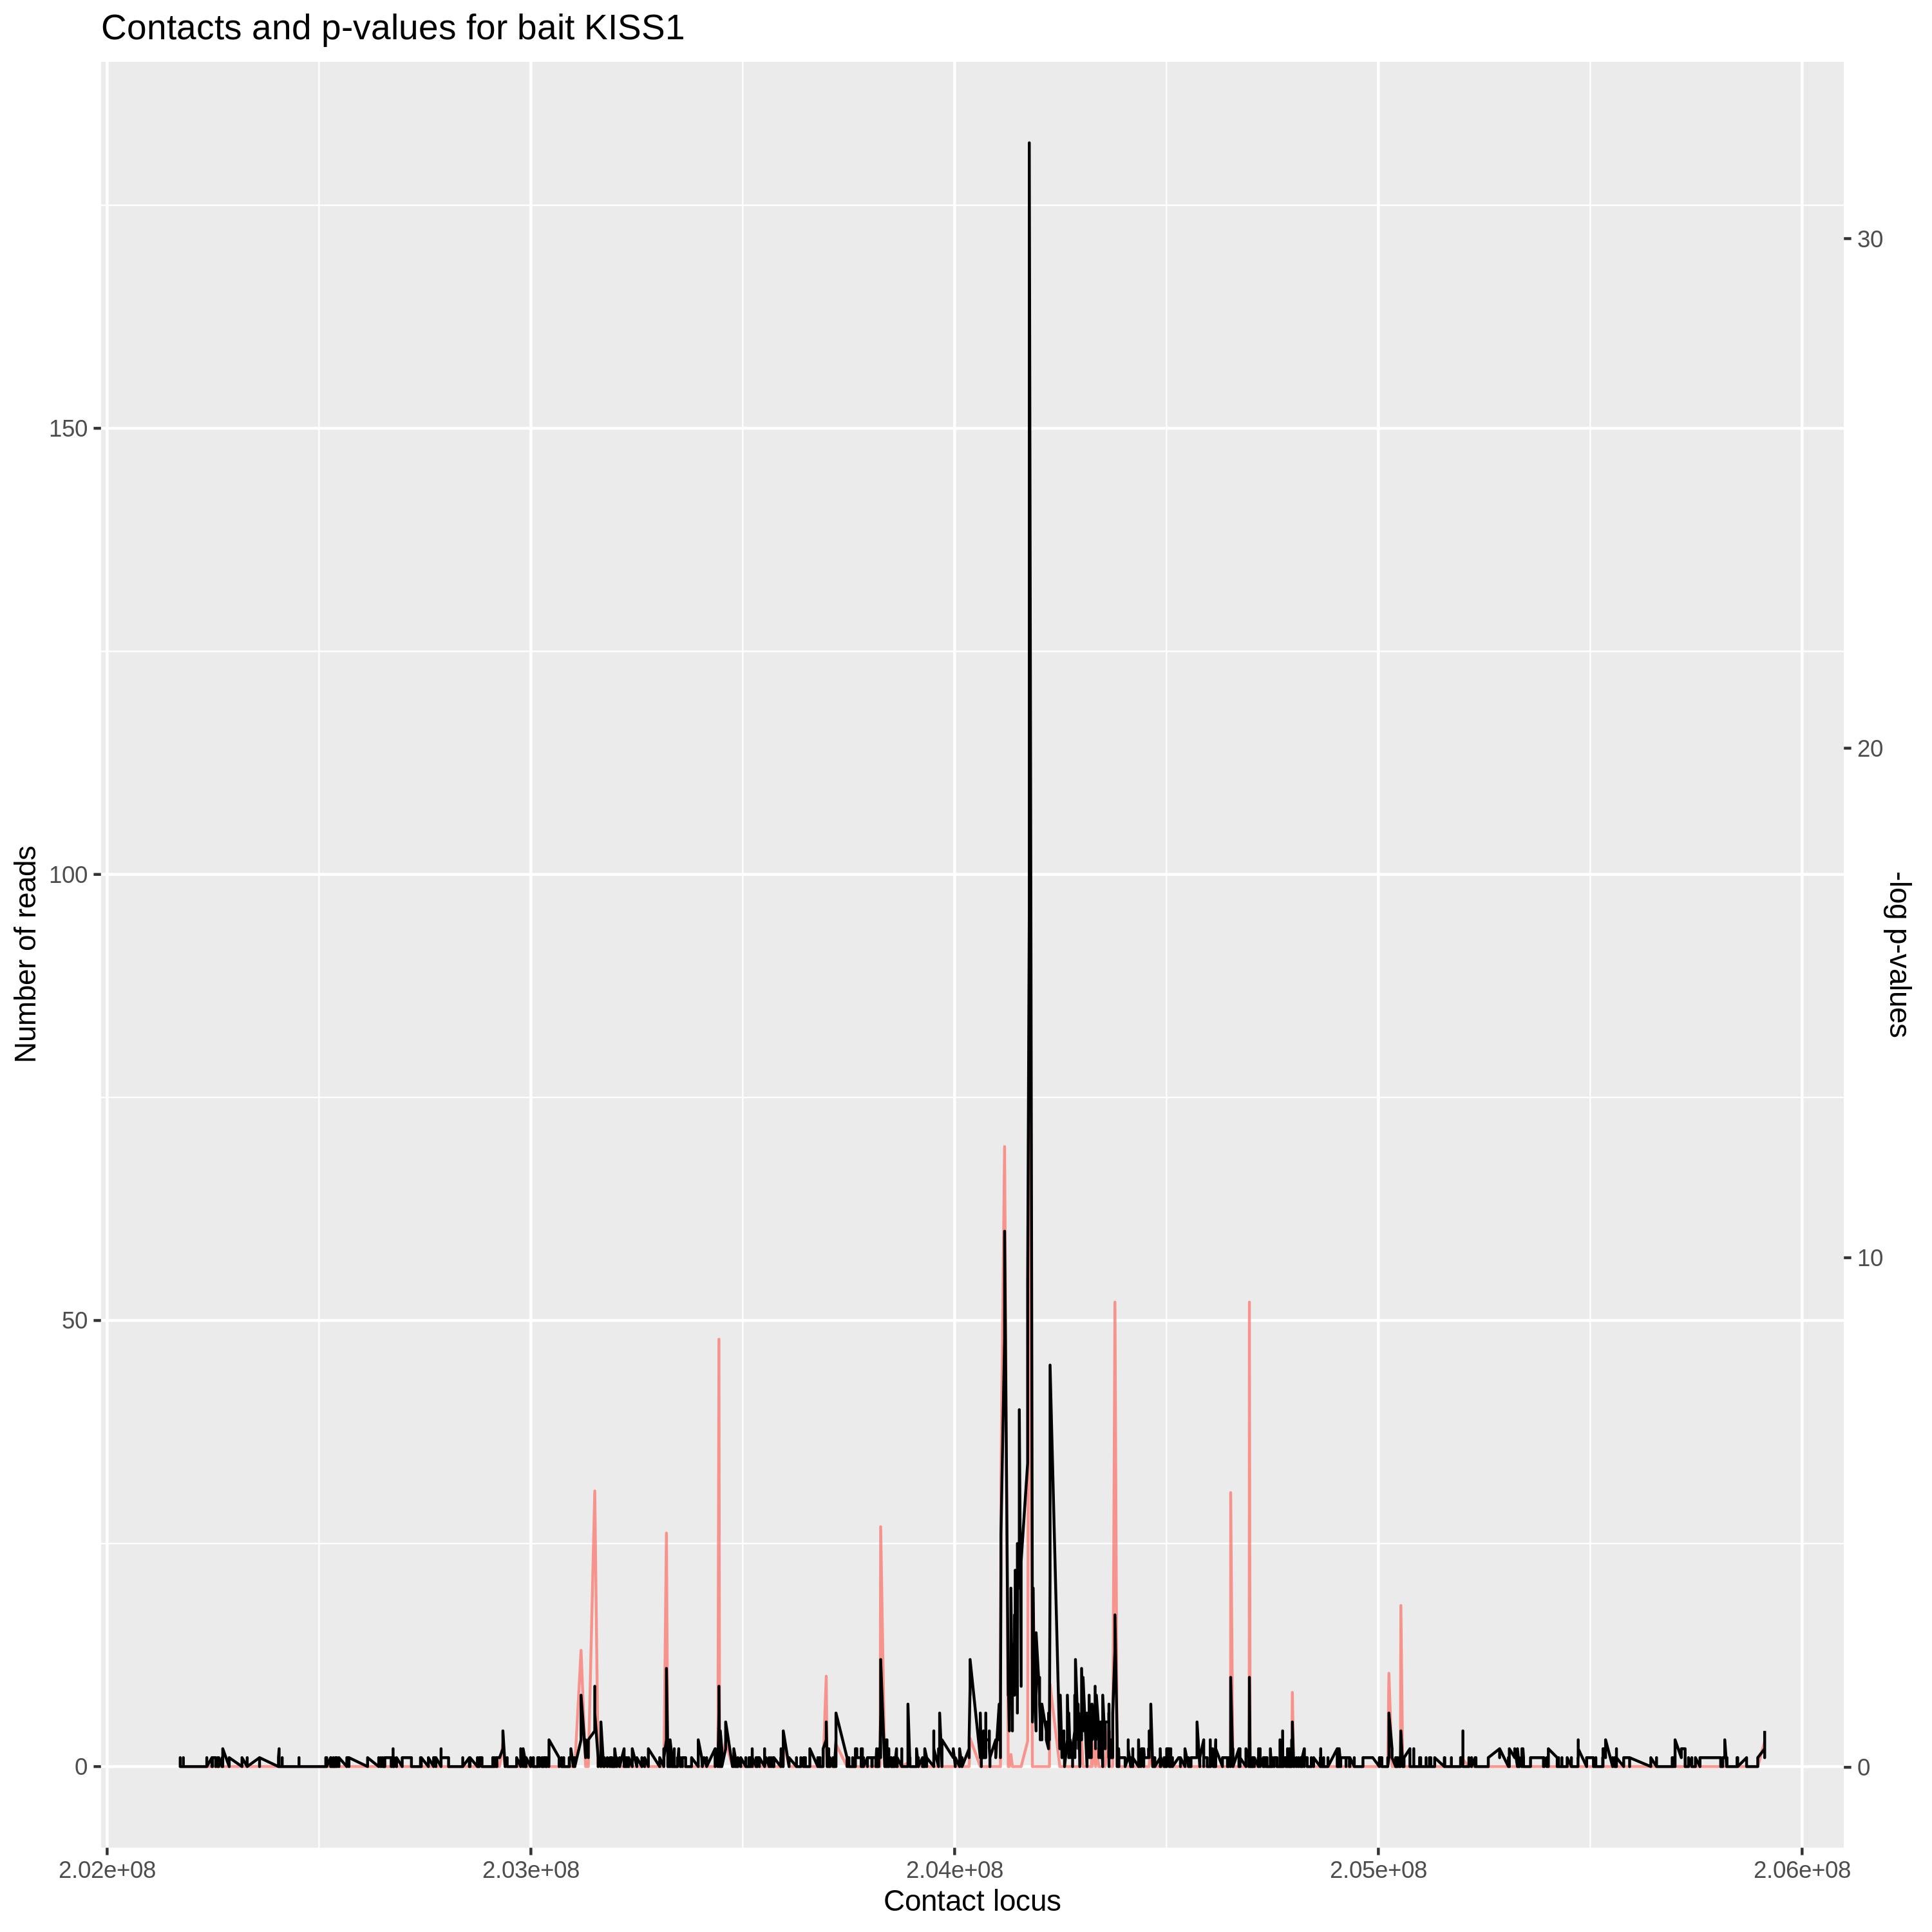 Contacts and p-values for bait KISS1
Number of reads
150
100
50
0
30
20
10
0
-log p-values
2.02e+08
2.03e+08
2.04e+08
2.05e+08
2.06e+08
Contact locus